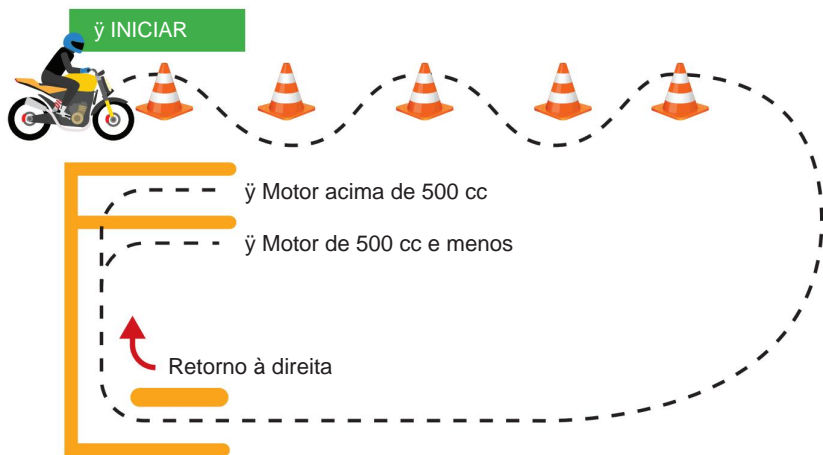 ÿ INICIAR
ÿ Motor acima de 500 cc
ÿ Motor de 500 cc e menos
Retorno à direita